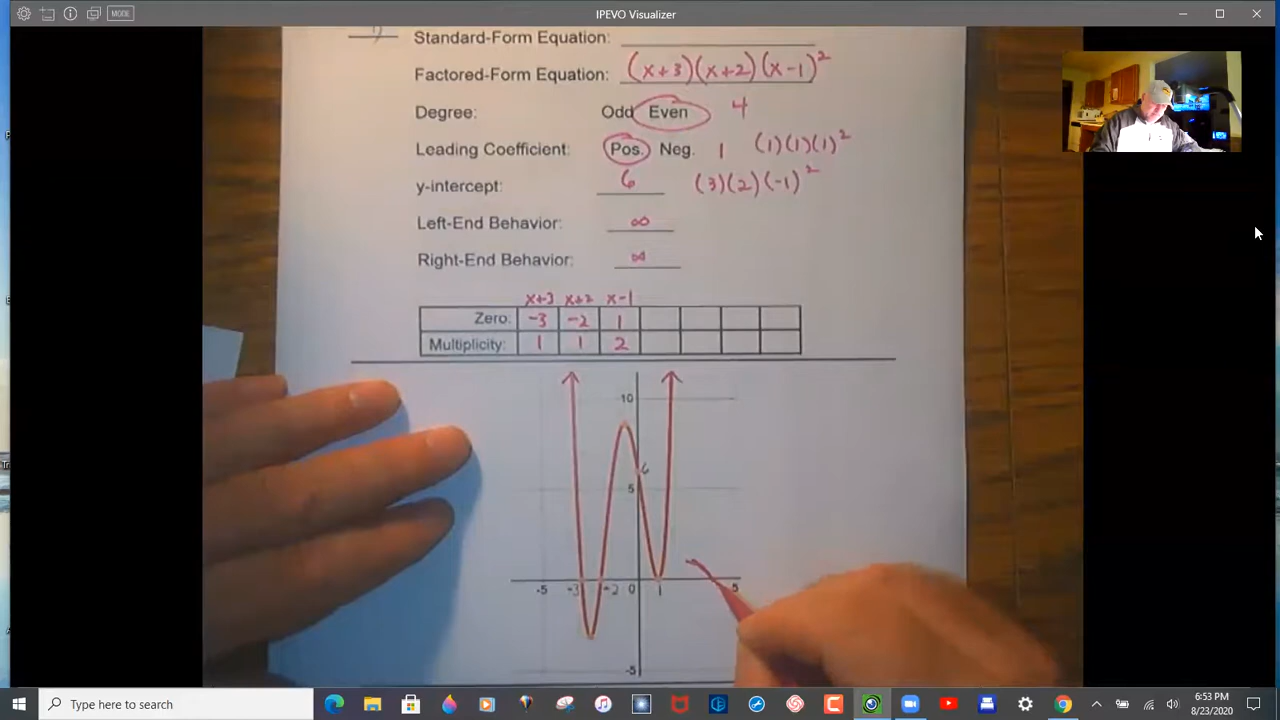 IPEVO Visualizer
MODE
Standard-Form Equation:
Factored-Form Equation: (x+3)(x+2)(x-1)²
Degree: Odd Even 4
Leading Coefficient: Pos. Neg. 1 (1)(1)(1)²
y-intercept: 6 (3)(2)(-1)²
Left-End Behavior: ∞
Right-End Behavior: ∞
x+3 x+2 x-1
Zero: -3 -2 1
Multiplicity: 1 1 2
10
6
5
-5 -3 -2 0 1 5
-5
Type here to search
6:53 PM
8/23/2020